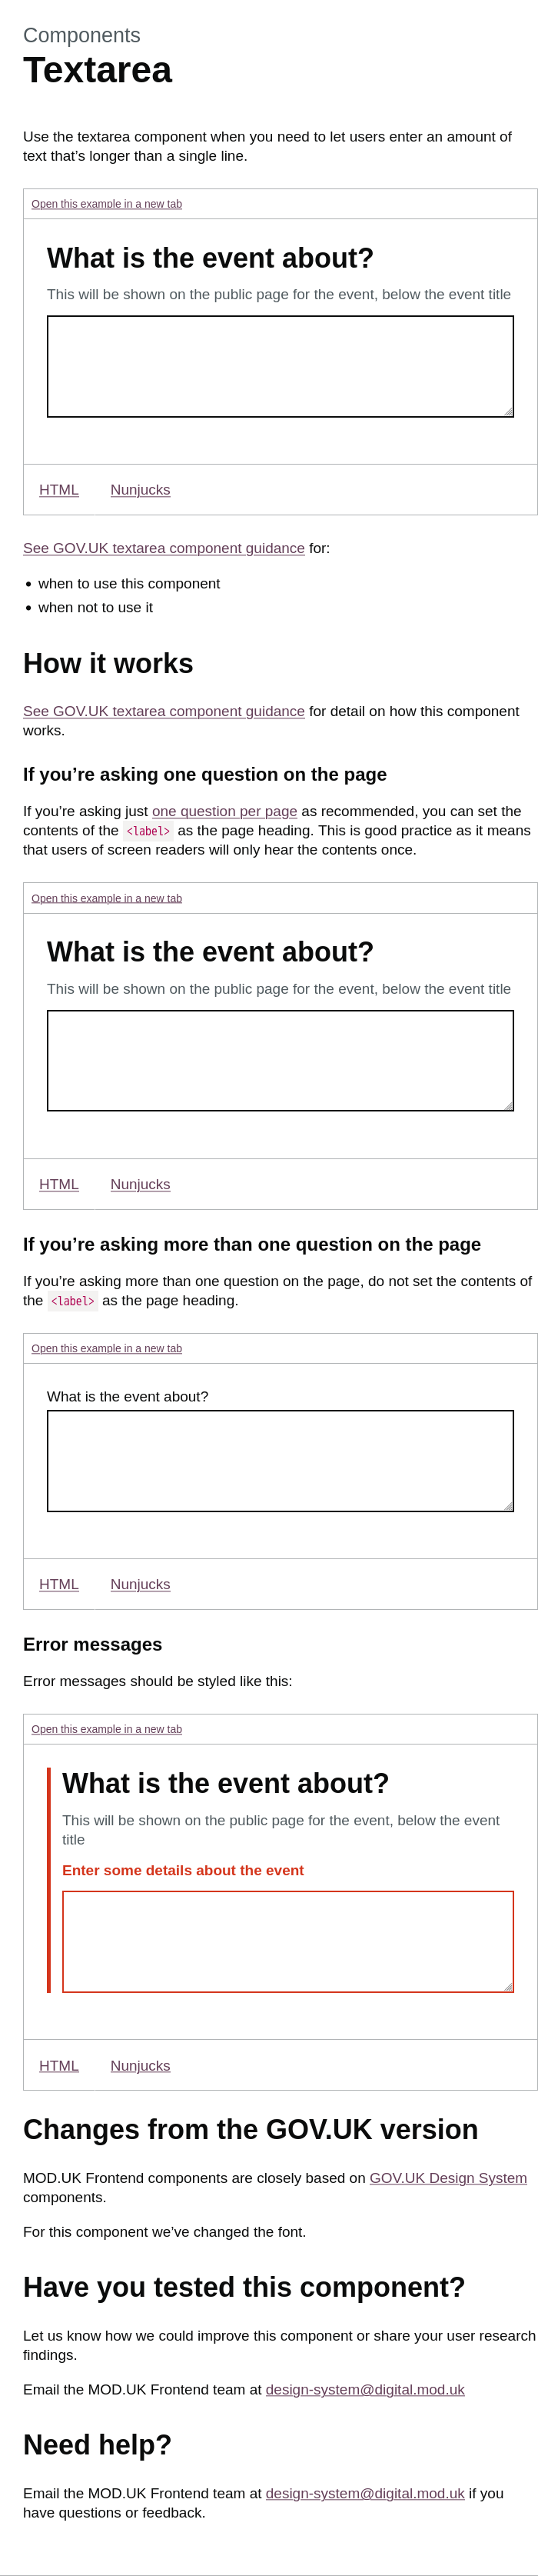 Components
Textarea
Use the textarea component when you need to let users enter an amount of
text that’s longer than a single line.
Open this example in a new tab
What is the event about?
This will be shown on the public page for the event, below the event title
HTML Nunjucks
See GOV.UK textarea component guidance for:
• when to use this component
• when not to use it
How it works
See GOV.UK textarea component guidance for detail on how this component
works.
If you’re asking one question on the page
If you’re asking just one question per page as recommended, you can set the
contents of the <label> as the page heading. This is good practice as it means
that users of screen readers will only hear the contents once.
Open this example in a new tab
What is the event about?
This will be shown on the public page for the event, below the event title
HTML Nunjucks
If you’re asking more than one question on the page
If you’re asking more than one question on the page, do not set the contents of
the <label> as the page heading.
Open this example in a new tab
What is the event about?
HTML Nunjucks
Error messages
Error messages should be styled like this:
Open this example in a new tab
What is the event about?
This will be shown on the public page for the event, below the event
title
Enter some details about the event
HTML Nunjucks
Changes from the GOV.UK version
MOD.UK Frontend components are closely based on GOV.UK Design System
components.
For this component we’ve changed the font.
Have you tested this component?
Let us know how we could improve this component or share your user research
findings.
Email the MOD.UK Frontend team at design-system@digital.mod.uk
Need help?
Email the MOD.UK Frontend team at design-system@digital.mod.uk if you
have questions or feedback.